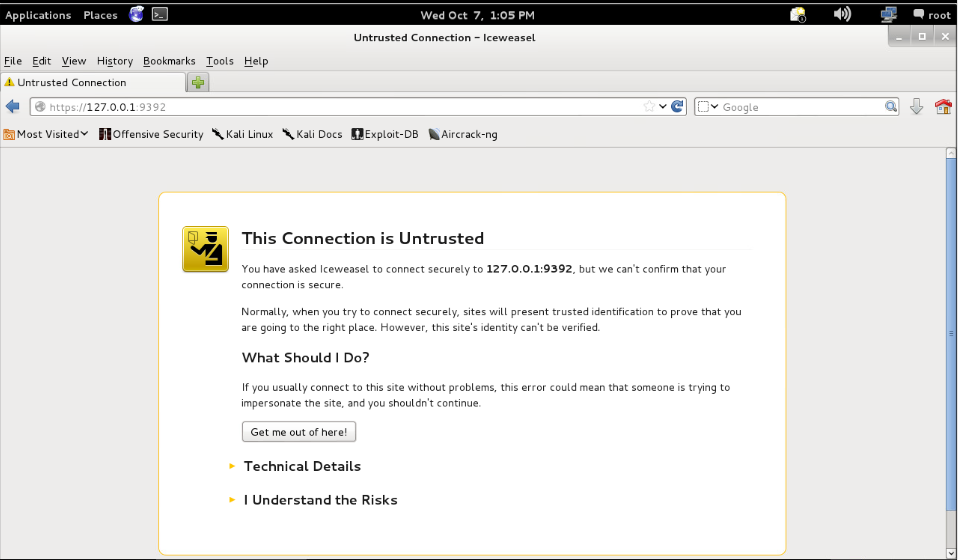 Applications Places Wed Oct 7, 1:05 PM root
Untrusted Connection - Iceweasel
File Edit View History Bookmarks Tools Help
Untrusted Connection
https://127.0.0.1:9392 Google
Most Visited Offensive Security Kali Linux Kali Docs Exploit-DB Aircrack-ng
This Connection is Untrusted
You have asked Iceweasel to connect securely to 127.0.0.1:9392, but we can't confirm that your
connection is secure.
Normally, when you try to connect securely, sites will present trusted identification to prove that you
are going to the right place. However, this site's identity can't be verified.
What Should I Do?
If you usually connect to this site without problems, this error could mean that someone is trying to
impersonate the site, and you shouldn't continue.
Get me out of here!
Technical Details
I Understand the Risks